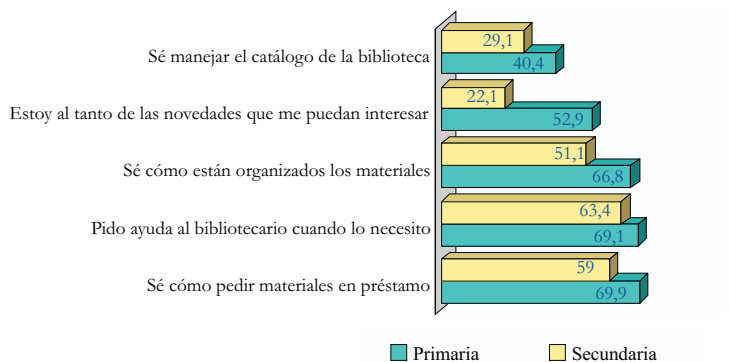 29,1
Sé manejar el catálogo de la biblioteca
40,4
22,1
Estoy al tanto de las novedades que me puedan interesar
52,9
51,1
Sé cómo están organizados los materiales
66,8
63,4
Pido ayuda al bibliotecario cuando lo necesito
69,1
59
Sé cómo pedir materiales en préstamo
69,9
Primaria Secundaria